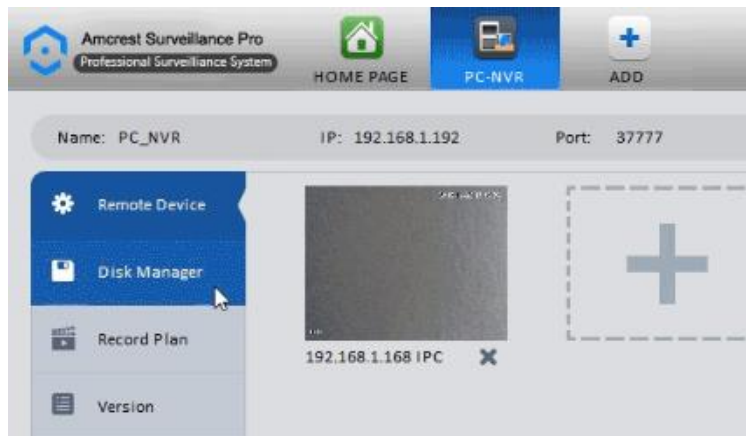 Amcrest Surveillance Pro
Professional Surveillance System
HOME PAGE
PC-NVR
ADD
Name: PC_NVR
IP: 192.168.1.192
Port: 37777
Remote Device
Disk Manager
Record Plan
Version
192.168.1.168 IPC